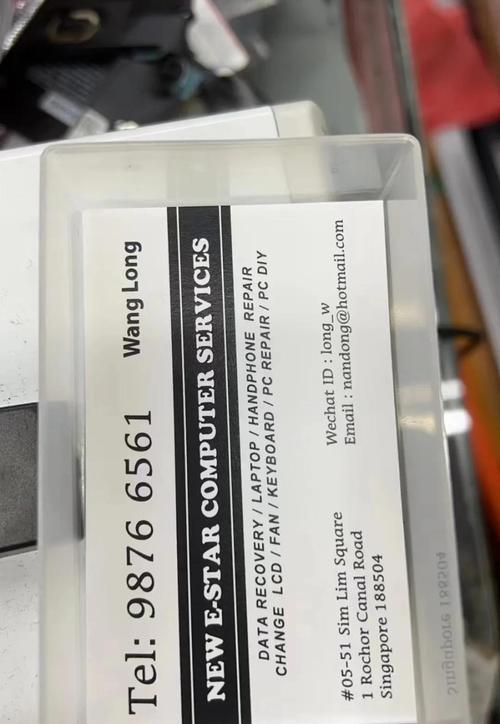 Tel: 9876 6561 Wang Long
NEW E-STAR COMPUTER SERVICES
DATA RECOVERY / LAPTOP / HANDPHONE REPAIR
CHANGE LCD / FAN / KEYBOARD / PC REPAIR / PC DIY
#05-51 Sim Lim Square
1 Rochor Canal Road
Singapore 188504
Wechat ID : long_w
Email : nandong@hotmail.com
Singapore 188504